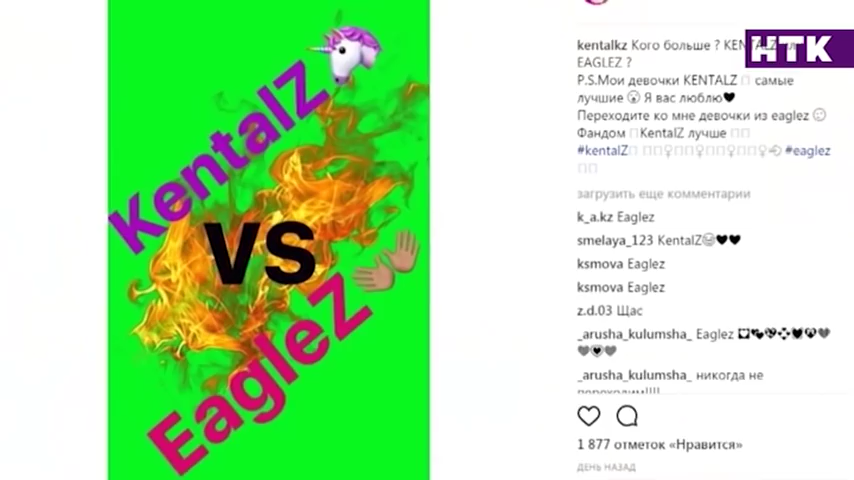 KentalZ
vs
EagleZ
НТК
kentalkz Кого больше ? KENTALZ
EAGLEZ ?
P.S.Мои девочки KENTALZ самые
лучшие Я вас люблю
Переходите ко мне девочки из eaglez
Фандом KentalZ лучше
#kentalZ #eaglez
загрузить еще комментарии
k_a.kz Eaglez
smelaya_123 KentalZ
ksmova Eaglez
ksmova Eaglez
z.d.03 Щас
_arusha_kulumsha_ Eaglez
_arusha_kulumsha_ никогда не
переходим!!!!
1 877 отметок «Нравится»
ДЕНЬ НАЗАД